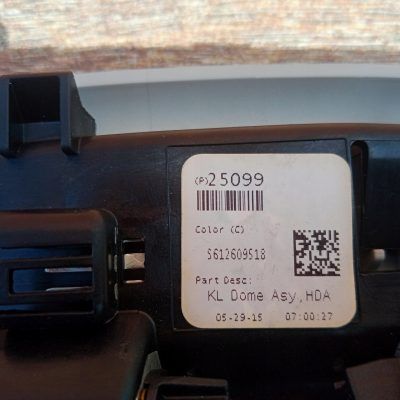 (P)25099
Color (C)
S612609518
Part Desc:
KL Dome Asy,HDA
05-29-15 07:00:27